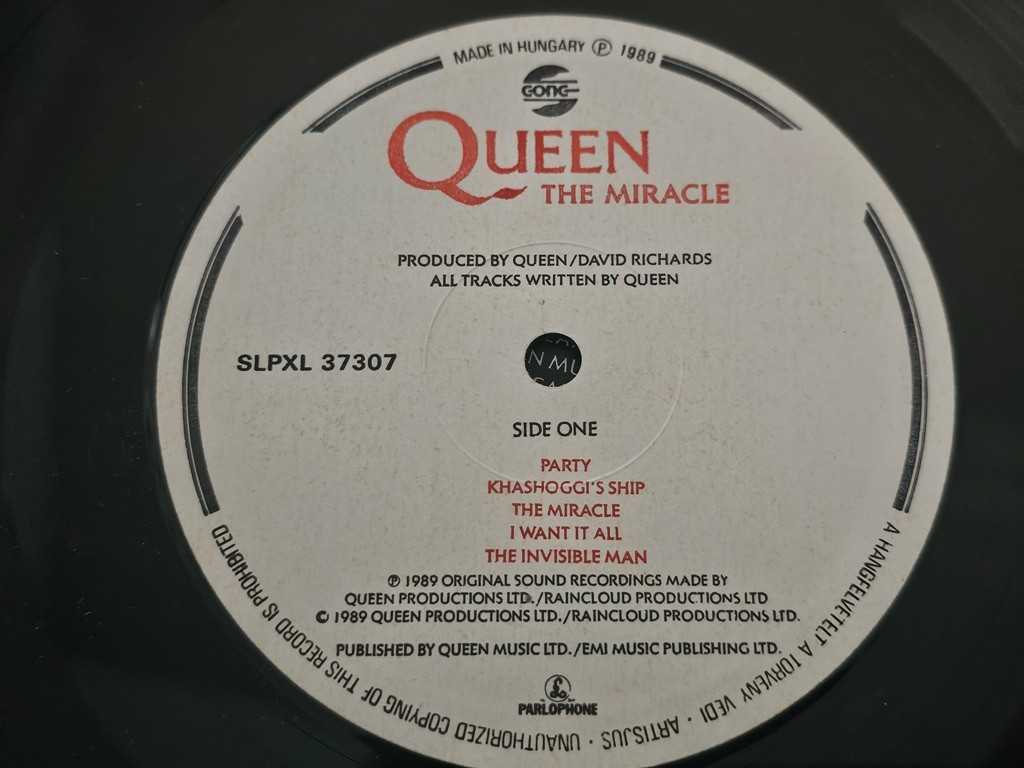 MADE IN HUNGARY ℗ 1989
GONG
QUEEN
THE MIRACLE
PRODUCED BY QUEEN/DAVID RICHARDS
ALL TRACKS WRITTEN BY QUEEN
SLPXL 37307
SIDE ONE
PARTY
KHASHOGGI'S SHIP
THE MIRACLE
I WANT IT ALL
THE INVISIBLE MAN
℗ 1989 ORIGINAL SOUND RECORDINGS MADE BY
QUEEN PRODUCTIONS LTD./RAINCLOUD PRODUCTIONS LTD
© 1989 QUEEN PRODUCTIONS LTD./RAINCLOUD PRODUCTIONS LTD.
PUBLISHED BY QUEEN MUSIC LTD./EMI MUSIC PUBLISHING LTD.
PARLOPHONE
A HANGFELVETELT A TORVENY VEDI · ARTISJUS · UNAUTHORIZED COPYING OF THIS RECORD IS PROHIBITED